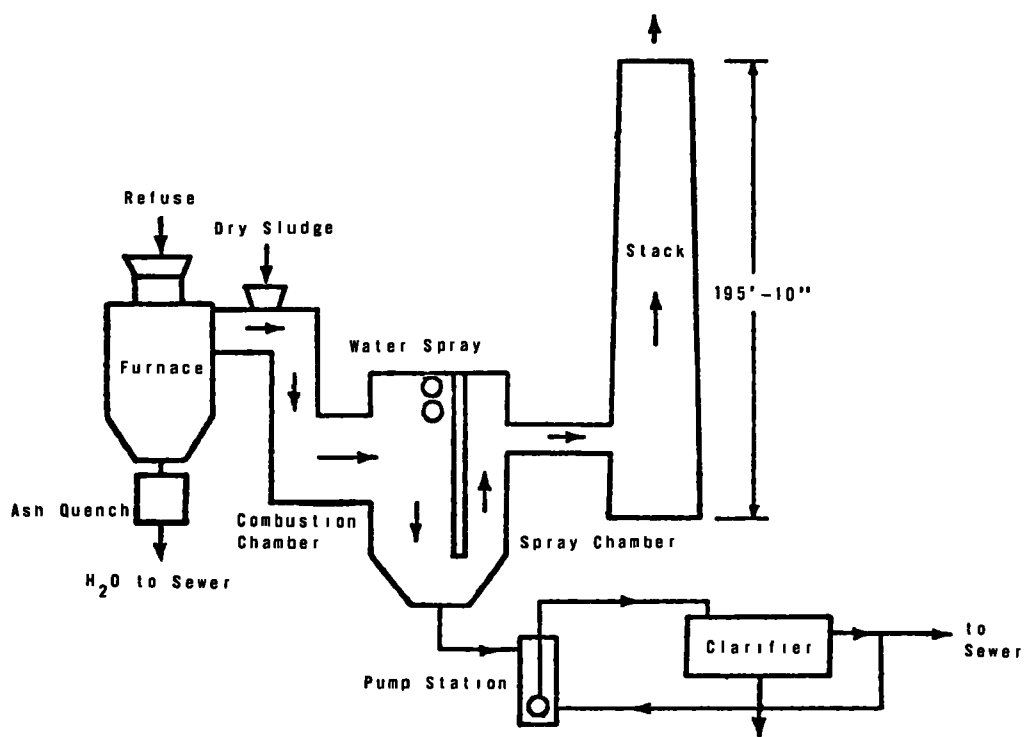 Refuse
Dry Sludge
Stack
195'-10"
Water Spray
Furnace
Ash Quench
Combustion
Chamber
Spray Chamber
H₂O to Sewer
to
Sewer
Clarifier
Pump Station